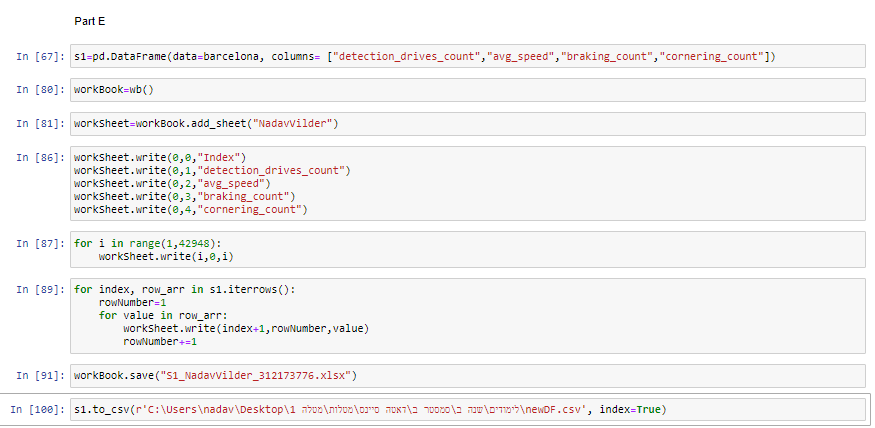 Part E
In [67]: s1=pd.DataFrame(data=barcelona, columns= ["detection_drives_count","avg_speed","braking_count","cornering_count"])
In [80]: workBook=wb()
In [81]: workSheet=workBook.add_sheet("NadavVilder")
In [86]: workSheet.write(0,0,"Index")
workSheet.write(0,1,"detection_drives_count")
workSheet.write(0,2,"avg_speed")
workSheet.write(0,3,"braking_count")
workSheet.write(0,4,"cornering_count")
In [87]: for i in range(1,42948):
workSheet.write(i,0,i)
In [89]: for index, row_arr in s1.iterrows():
rowNumber=1
for value in row_arr:
workSheet.write(index+1,rowNumber,value)
rowNumber+=1
In [91]: workBook.save("S1_NadavVilder_312173776.xlsx")
In [100]: s1.to_csv(r'C:\Users\nadav\Desktop\לימודים\שנה ב\סמסטר ב\דאטה סיינס\מטלות\מטלה 1\newDF.csv', index=True)